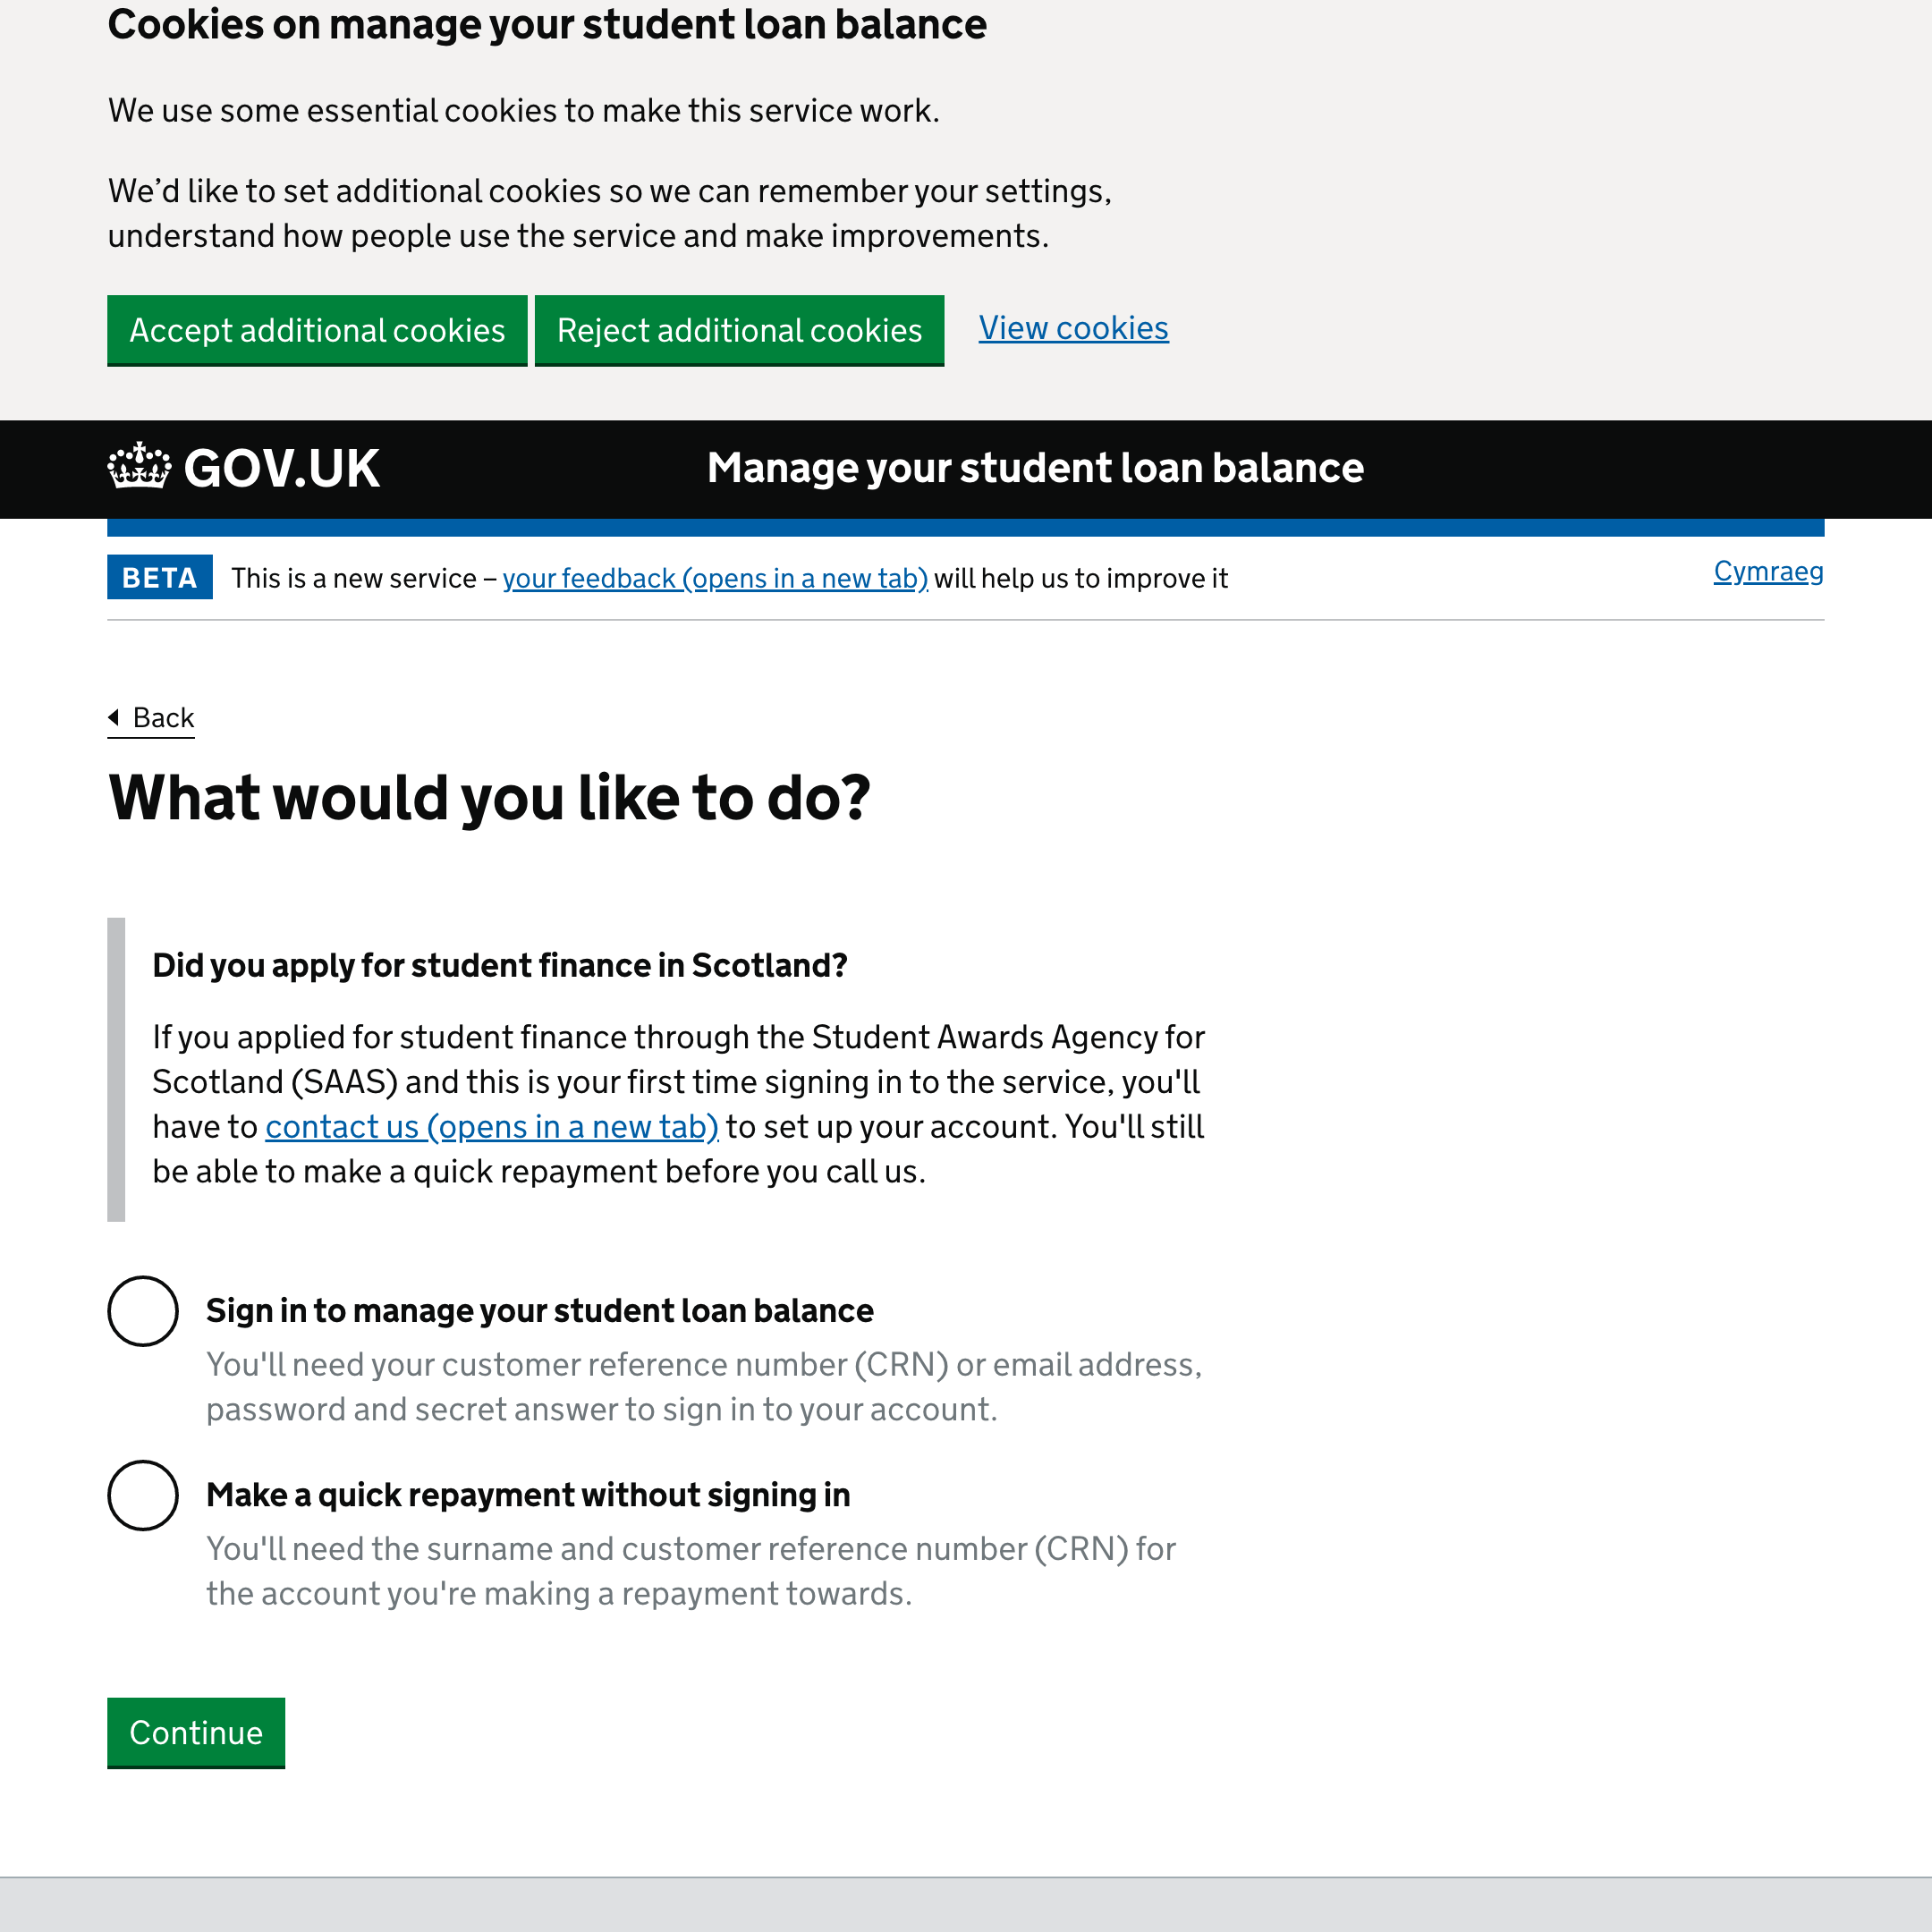 Cookies on manage your student loan balance
We use some essential cookies to make this service work.
We’d like to set additional cookies so we can remember your settings,
understand how people use the service and make improvements.
Accept additional cookies Reject additional cookies View cookies
GOV.UK Manage your student loan balance
BETA This is a new service – your feedback (opens in a new tab) will help us to improve it Cymraeg
Back
What would you like to do?
Did you apply for student finance in Scotland?
If you applied for student finance through the Student Awards Agency for
Scotland (SAAS) and this is your first time signing in to the service, you'll
have to contact us (opens in a new tab) to set up your account. You'll still
be able to make a quick repayment before you call us.
Sign in to manage your student loan balance
You'll need your customer reference number (CRN) or email address,
password and secret answer to sign in to your account.
Make a quick repayment without signing in
You'll need the surname and customer reference number (CRN) for
the account you're making a repayment towards.
Continue